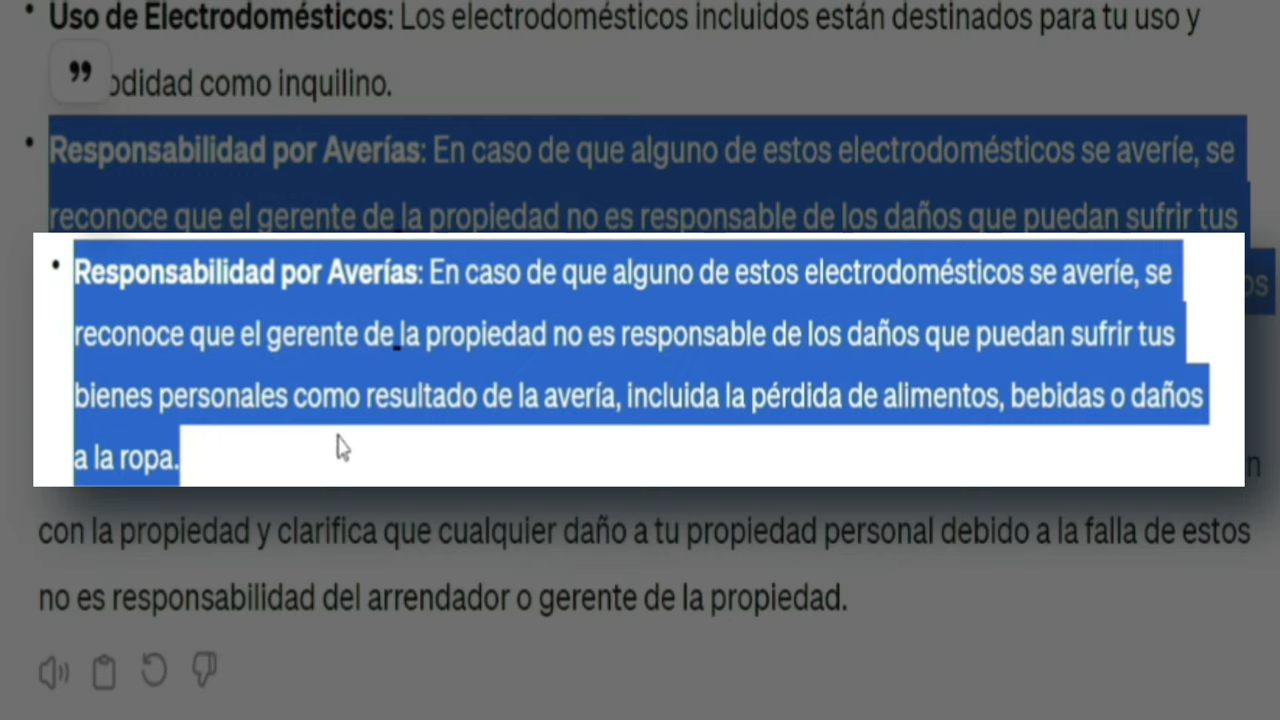 Uso de Electrodomésticos: Los electrodomésticos incluidos están destinados para tu uso y
odidad como inquilino.
Responsabilidad por Averías: En caso de que alguno de estos electrodomésticos se averíe, se
reconoce que el gerente de la propiedad no es responsable de los daños que puedan sufrir tus
os
Responsabilidad por Averías: En caso de que alguno de estos electrodomésticos se averíe, se
reconoce que el gerente de la propiedad no es responsable de los daños que puedan sufrir tus
bienes personales como resultado de la avería, incluida la pérdida de alimentos, bebidas o daños
a la ropa.
n
con la propiedad y clarifica que cualquier daño a tu propiedad personal debido a la falla de estos
no es responsabilidad del arrendador o gerente de la propiedad.